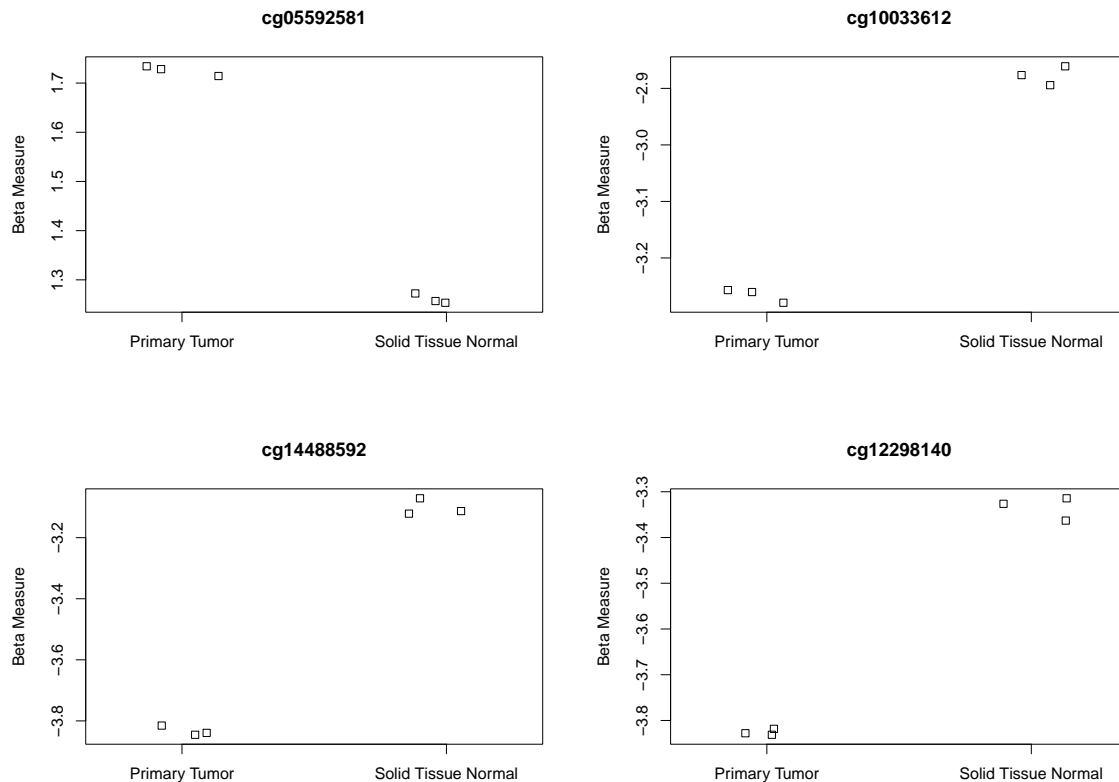 cg05592581
Beta Measure
1.7
1.6
1.5
1.4
1.3
Primary Tumor
Solid Tissue Normal
cg10033612
Beta Measure
−2.9
−3.0
−3.1
−3.2
Primary Tumor
Solid Tissue Normal
cg14488592
Beta Measure
−3.2
−3.4
−3.6
−3.8
Primary Tumor
Solid Tissue Normal
cg12298140
Beta Measure
−3.3
−3.4
−3.5
−3.6
−3.7
−3.8
Primary Tumor
Solid Tissue Normal